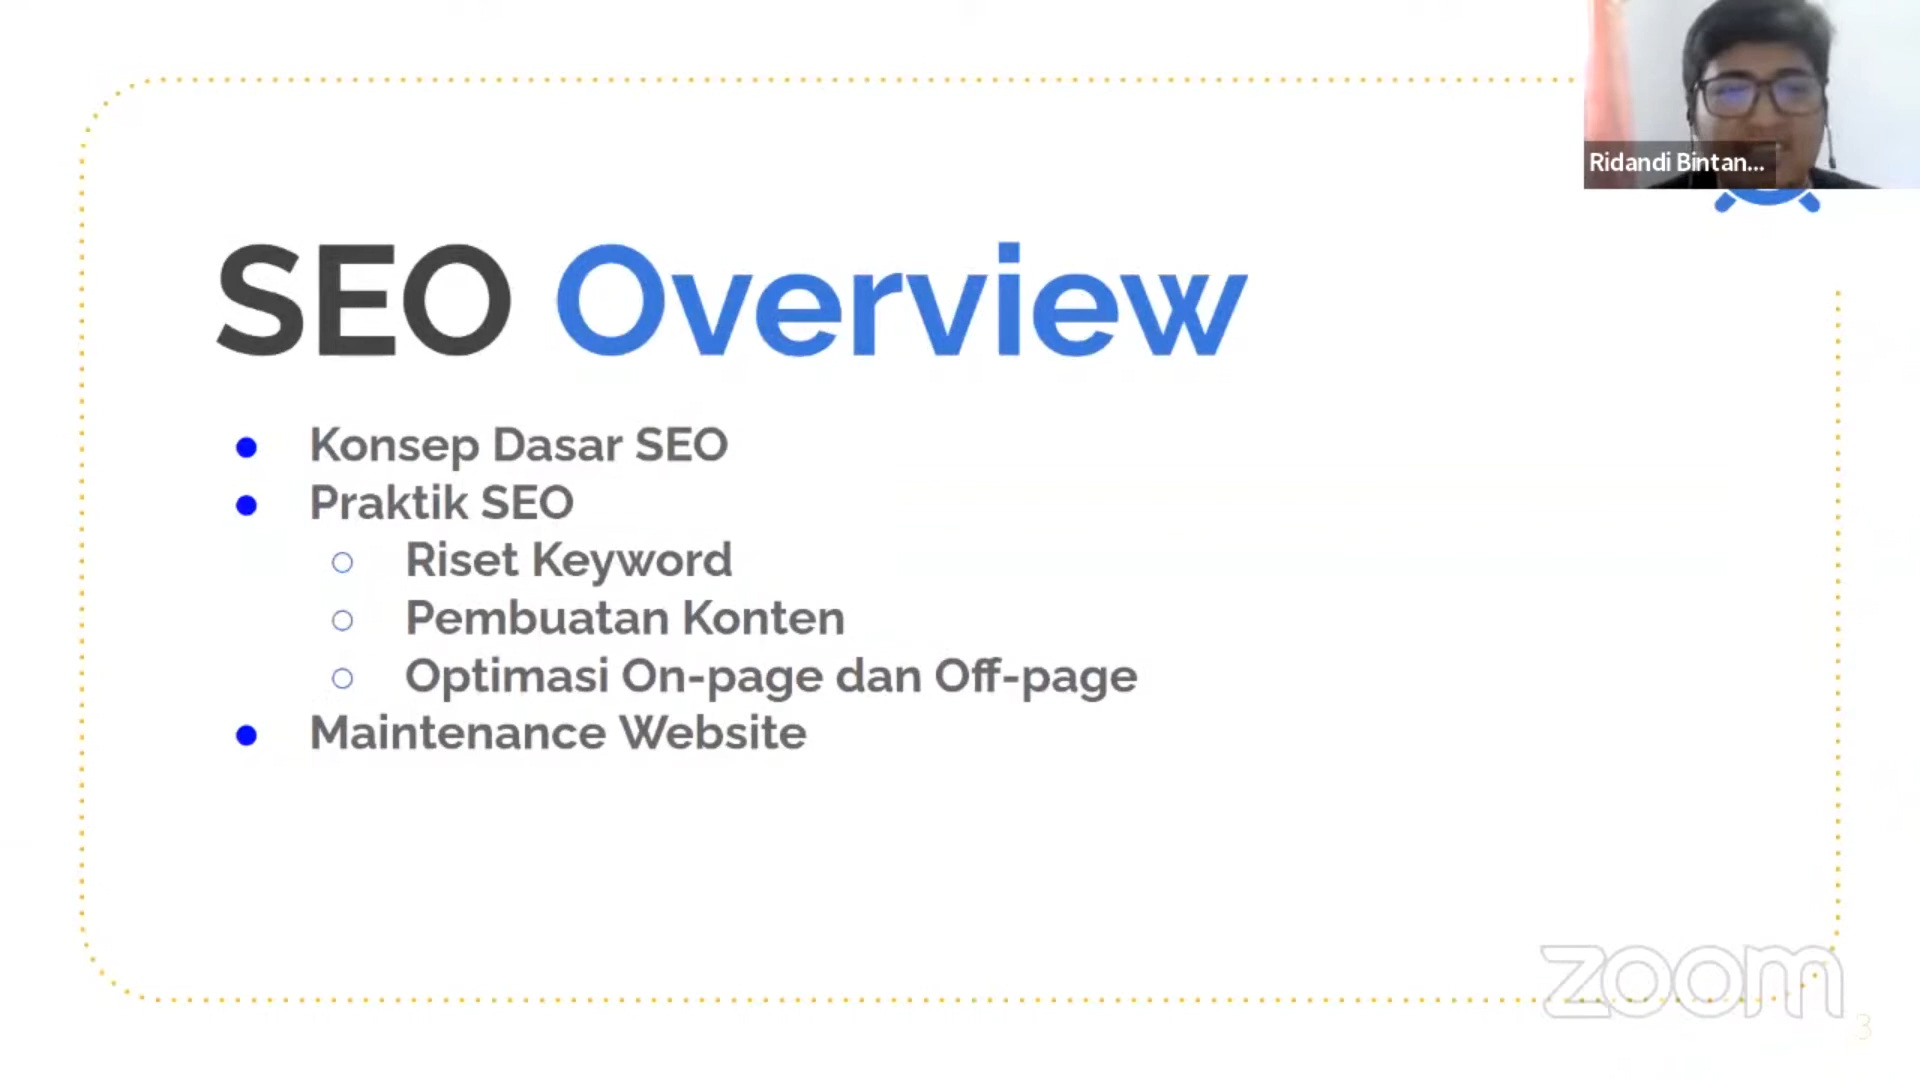 Ridandi Bintan...
SEO Overview
Konsep Dasar SEO
Praktik SEO
Riset Keyword
Pembuatan Konten
Optimasi On-page dan Off-page
Maintenance Website
zoom
3